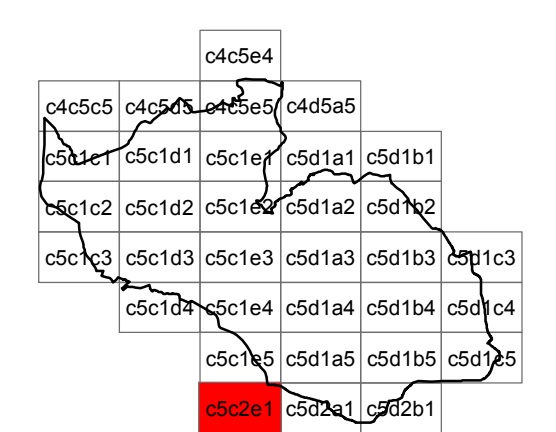 c4c5e4
c4c5c5 c4c5d5 c4c5e5 c4d5a5
c5c1c1 c5c1d1 c5c1e1 c5d1a1 c5d1b1
c5c1c2 c5c1d2 c5c1e2 c5d1a2 c5d1b2
c5c1c3 c5c1d3 c5c1e3 c5d1a3 c5d1b3 c5d1c3
c5c1d4 c5c1e4 c5d1a4 c5d1b4 c5d1c4
c5c1e5 c5d1a5 c5d1b5 c5d1c5
c5c2e1 c5d2a1 c5d2b1